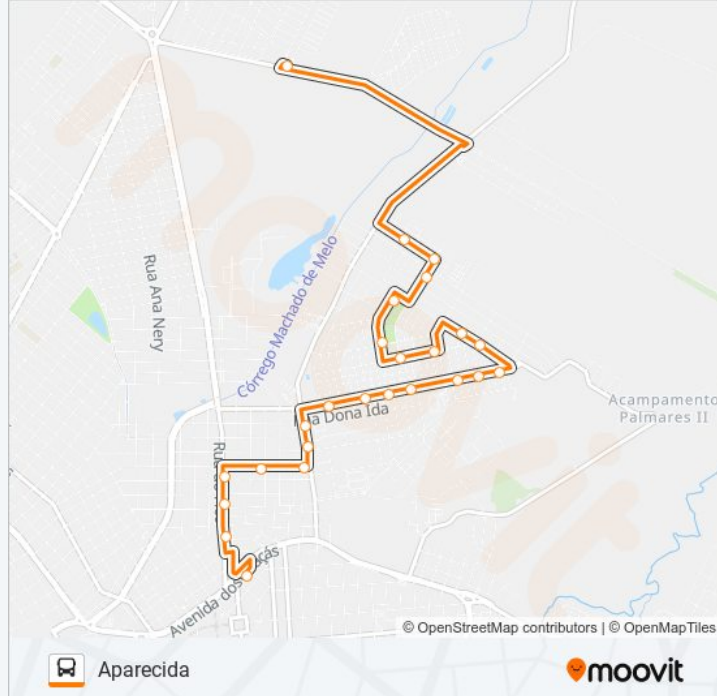 Rua Ana Nery
Córrego Machado de Melo
Acampamento
Palmares II
Dona Ida
Avenida dos
© OpenStreetMap contributors | © OpenMapTiles
Aparecida
moovit